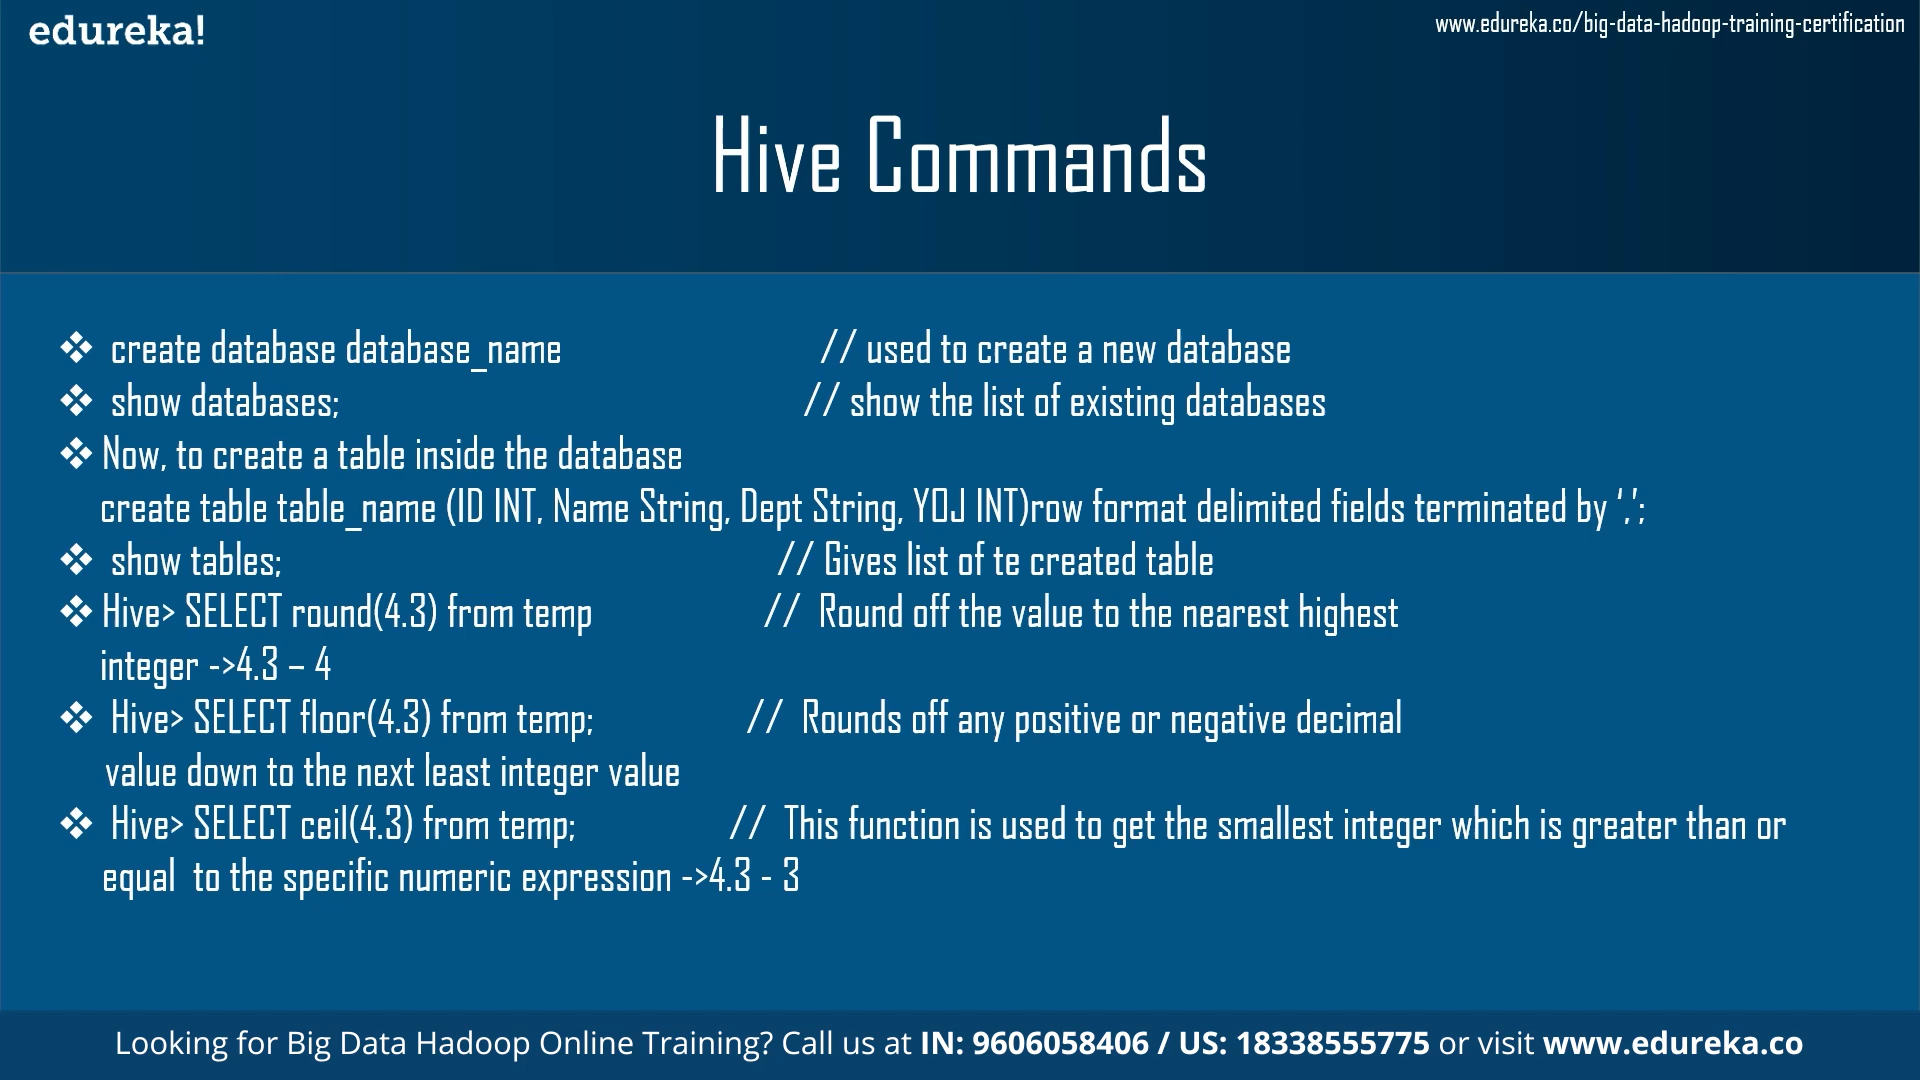 edureka!
www.edureka.co/big-data-hadoop-training-certification
Hive Commands
❖ create database database_name // used to create a new database
❖ show databases; // show the list of existing databases
❖ Now, to create a table inside the database
create table table_name (ID INT, Name String, Dept String, YOJ INT)row format delimited fields terminated by ‘,’;
❖ show tables; // Gives list of te created table
❖ Hive> SELECT round(4.3) from temp // Round off the value to the nearest highest
integer ->4.3 – 4
❖ Hive> SELECT floor(4.3) from temp; // Rounds off any positive or negative decimal
value down to the next least integer value
❖ Hive> SELECT ceil(4.3) from temp; // This function is used to get the smallest integer which is greater than or
equal to the specific numeric expression ->4.3 - 3
Looking for Big Data Hadoop Online Training? Call us at IN: 9606058406 / US: 18338555775 or visit www.edureka.co